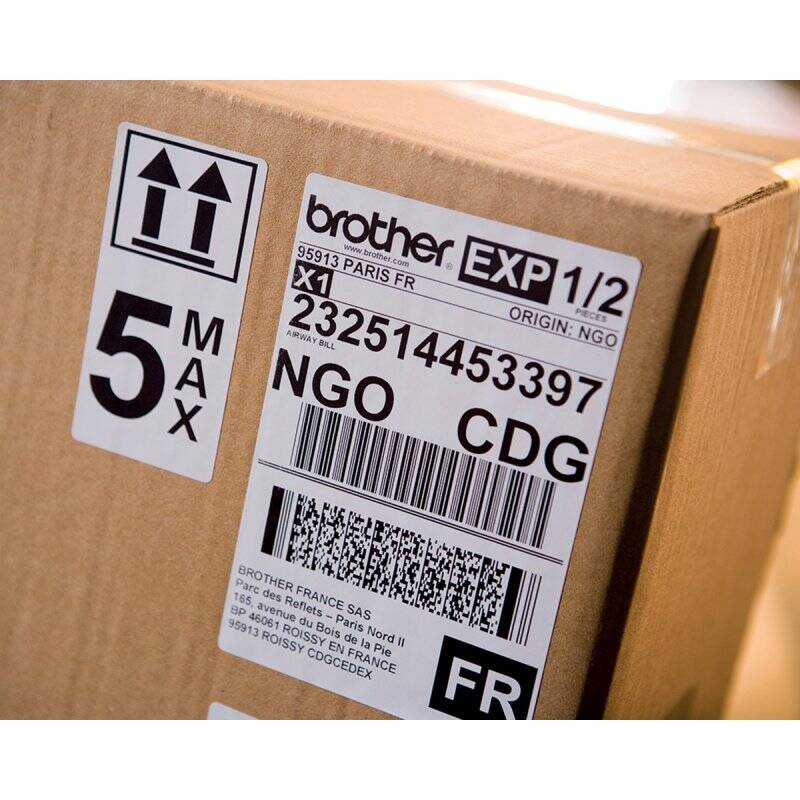 5 MAX
brother
www.brother.com
EXP 1/2
PIECES
95913 PARIS FR
ORIGIN: NGO
X1
232514453397
AIRWAY BILL
NGO CDG
BROTHER FRANCE SAS
Parc des Reflets – Paris Nord II
165, avenue du Bois de la Pie
BP 46061 ROISSY EN FRANCE
95913 ROISSY CDGCEDEX
FR